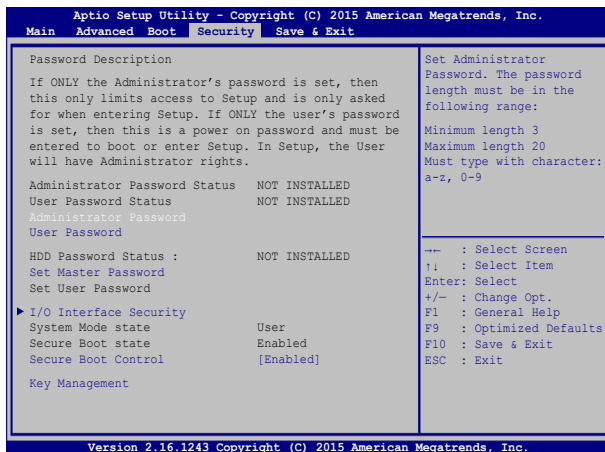 Aptio Setup Utility - Copyright (C) 2015 American Megatrends, Inc.
Main Advanced Boot Security Save & Exit
Password Description
If ONLY the Administrator's password is set, then
this only limits access to Setup and is only asked
for when entering Setup. If ONLY the user's password
is set, then this is a power on password and must be
entered to boot or enter Setup. In Setup, the User
will have Administrator rights.
Administrator Password Status NOT INSTALLED
User Password Status NOT INSTALLED
Administrator Password
User Password
HDD Password Status : NOT INSTALLED
Set Master Password
Set User Password
I/O Interface Security
System Mode state User
Secure Boot state Enabled
Secure Boot Control [Enabled]
Key Management
Set Administrator
Password. The password
length must be in the
following range:
Minimum length 3
Maximum length 20
Must type with character:
a-z, 0-9
→← : Select Screen
↑↓ : Select Item
Enter: Select
+/— : Change Opt.
F1 : General Help
F9 : Optimized Defaults
F10 : Save & Exit
ESC : Exit
Version 2.16.1243 Copyright (C) 2015 American Megatrends, Inc.